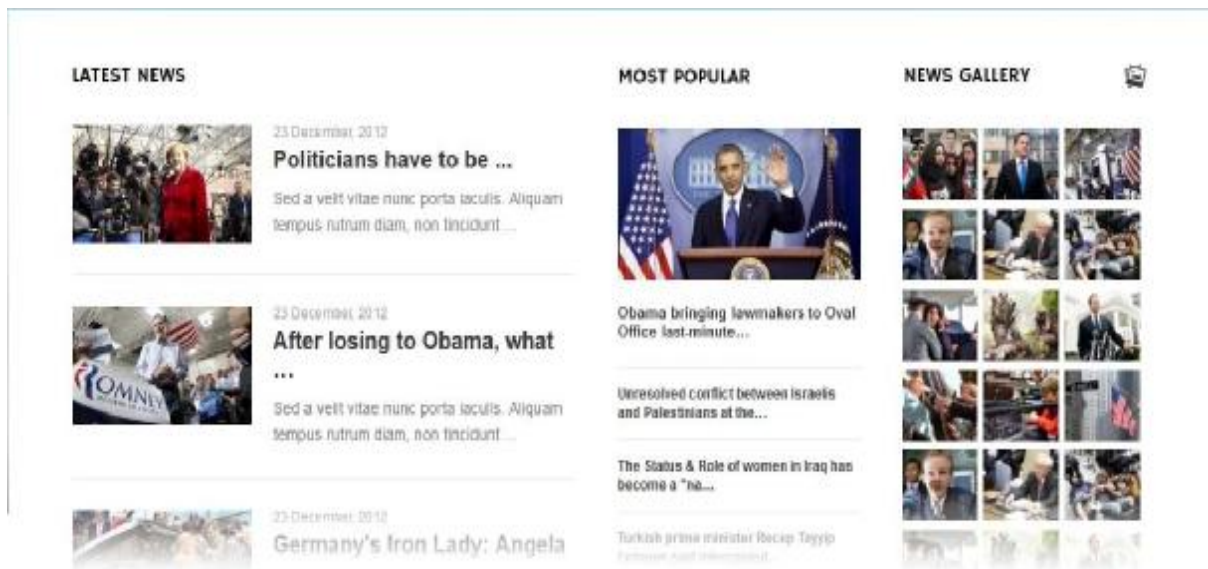 LATEST NEWS
23 December, 2012
Politicians have to be ...
Sed a velit vitae nunc porta iaculis. Aliquam
tempus rutrum diam, non tincidunt ...
23 December, 2012
After losing to Obama, what
...
Sed a velit vitae nunc porta iaculis. Aliquam
tempus rutrum diam, non tincidunt ...
23 December, 2012
Germany's Iron Lady: Angela
ROMNEY
MOST POPULAR
Obama bringing lawmakers to Oval
Office last-minute...
Unresolved conflict between Israelis
and Palestinians at the...
The Status & Role of women in Iraq has
become a "na...
Turkish prime minister Recep Tayyip
NEWS GALLERY